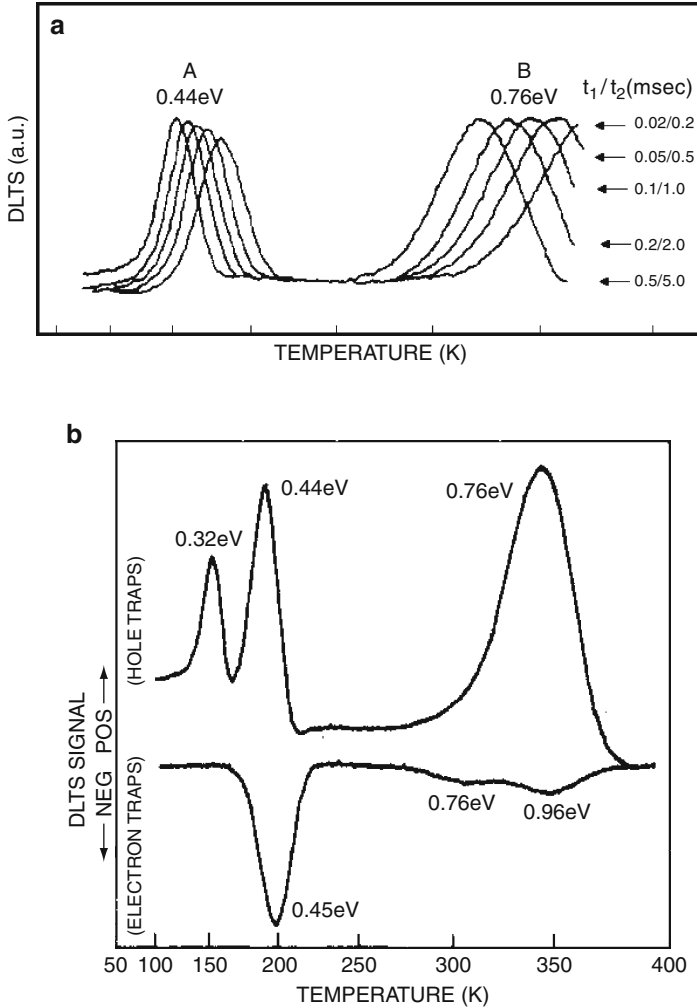 a
A
0.44eV
B
0.76eV
t1/t2(msec)
0.02/0.2
0.05/0.5
0.1/1.0
0.2/2.0
0.5/5.0
DLTS (a.u.)
TEMPERATURE (K)
b
0.32eV
0.44eV
0.76eV
DLTS SIGNAL
NEG POS
(ELECTRON TRAPS) (HOLE TRAPS)
0.76eV
0.96eV
0.45eV
50 100 150 200 250 300 350 400
TEMPERATURE (K)